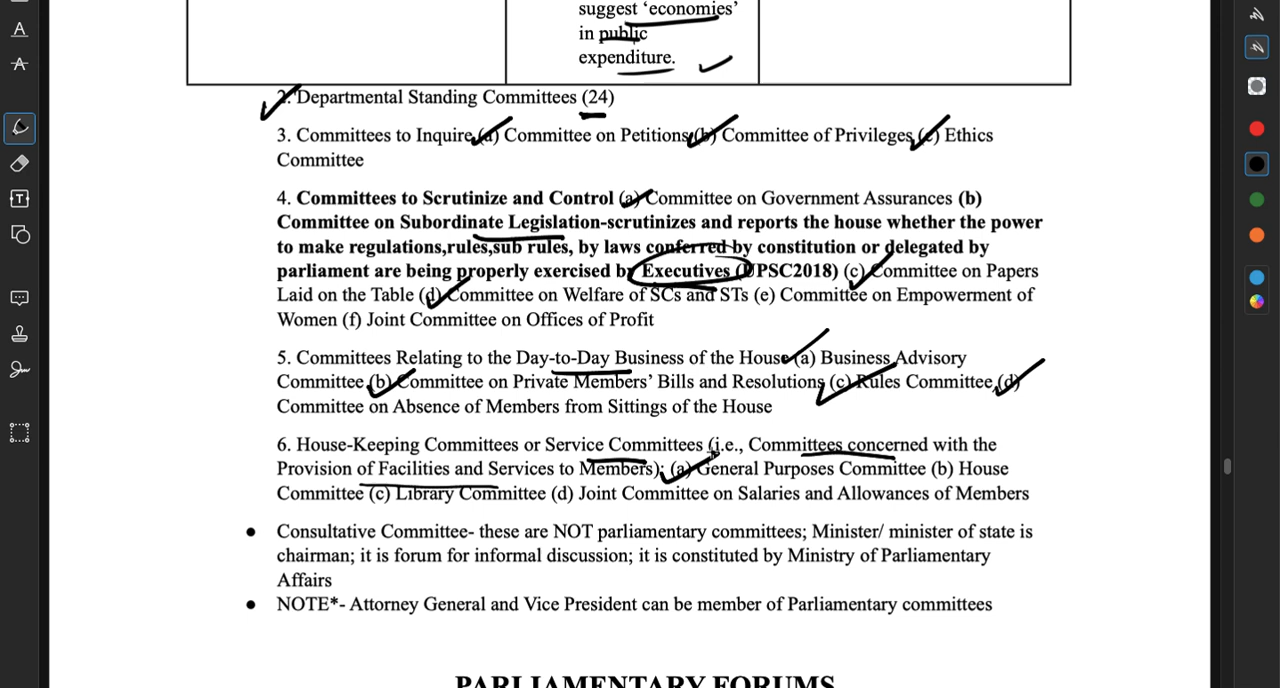 suggest ‘economies’
in public
expenditure.
2. Departmental Standing Committees (24)
3. Committees to Inquire (a) Committee on Petitions (b) Committee of Privileges (c) Ethics
Committee
4. Committees to Scrutinize and Control (a) Committee on Government Assurances (b)
Committee on Subordinate Legislation-scrutinizes and reports the house whether the power
to make regulations,rules,sub rules, by laws conferred by constitution or delegated by
parliament are being properly exercised by Executives (UPSC2018) (c) Committee on Papers
Laid on the Table (d) Committee on Welfare of SCs and STs (e) Committee on Empowerment of
Women (f) Joint Committee on Offices of Profit
5. Committees Relating to the Day-to-Day Business of the House (a) Business Advisory
Committee (b) Committee on Private Members’ Bills and Resolutions (c) Rules Committee (d)
Committee on Absence of Members from Sittings of the House
6. House-Keeping Committees or Service Committees (i.e., Committees concerned with the
Provision of Facilities and Services to Members); (a) General Purposes Committee (b) House
Committee (c) Library Committee (d) Joint Committee on Salaries and Allowances of Members
● Consultative Committee- these are NOT parliamentary committees; Minister/ minister of state is
chairman; it is forum for informal discussion; it is constituted by Ministry of Parliamentary
Affairs
● NOTE*- Attorney General and Vice President can be member of Parliamentary committees
PARLIAMENTARY FORUMS